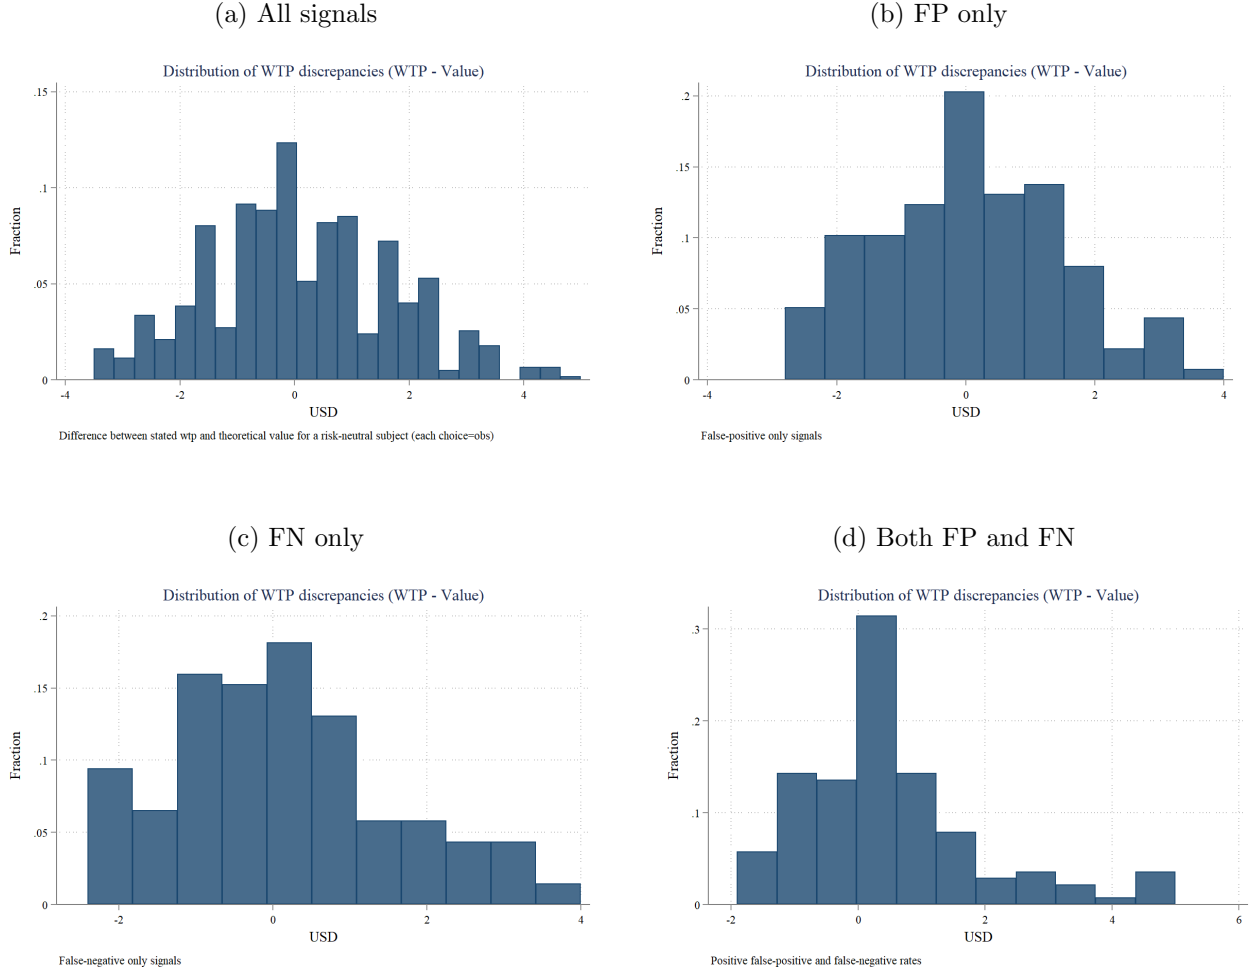 (a) All signals
Distribution of WTP discrepancies (WTP - Value)
.15
.1
.05
0
Fraction
-4
-2
0
2
4
USD
Difference between stated wtp and theoretical value for a risk-neutral subject (each choice=obs)
(b) FP only
Distribution of WTP discrepancies (WTP - Value)
.2
.15
.1
.05
0
Fraction
-4
-2
0
2
4
USD
False-positive only signals
(c) FN only
Distribution of WTP discrepancies (WTP - Value)
.2
.15
.1
.05
0
Fraction
-2
0
2
4
USD
False-negative only signals
(d) Both FP and FN
Distribution of WTP discrepancies (WTP - Value)
.3
.2
.1
0
Fraction
-2
0
2
4
6
USD
Positive false-positive and false-negative rates